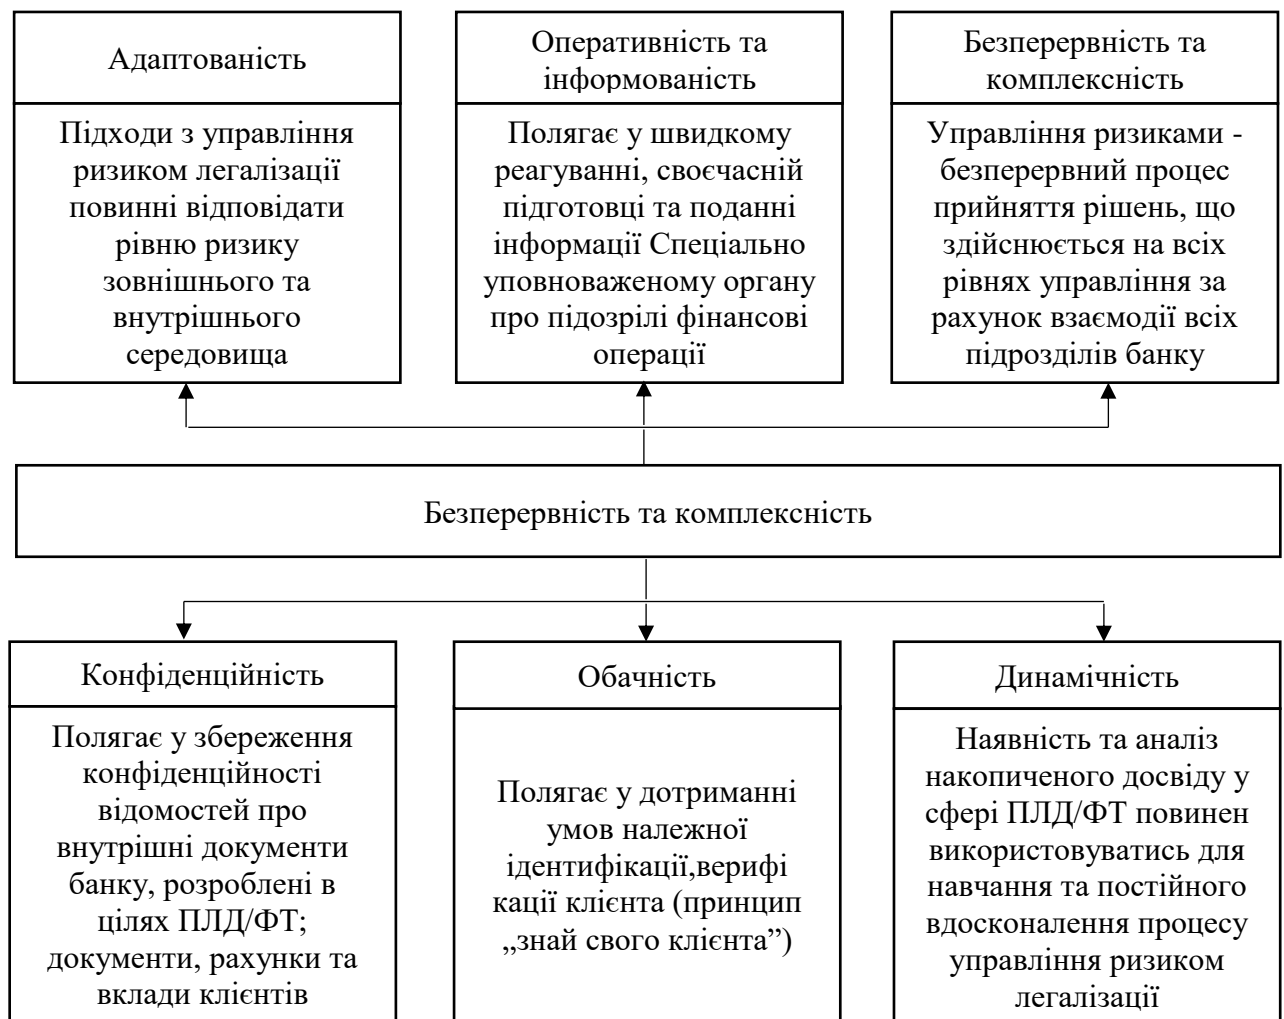 Адаптованість
Підходи з управління
ризиком легалізації
повинні відповідати
рівню ризику
зовнішнього та
внутрішнього
середовища
Оперативність та
інформованість
Полягає у швидкому
реагуванні, своєчасній
підготовці та поданні
інформації Спеціально
уповноваженому органу
про підозрілі фінансові
операції
Безперервність та
комплексність
Управління ризиками -
безперервний процес
прийняття рішень, що
здійснюється на всіх
рівнях управління за
рахунок взаємодії всіх
підрозділів банку
Безперервність та комплексність
Конфіденційність
Полягає у збереження
конфіденційності
відомостей про
внутрішні документи
банку, розроблені в
цілях ПЛД/ФТ;
документи, рахунки та
вклади клієнтів
Обачність
Полягає у дотриманні
умов належної
ідентифікації,верифі
кації клієнта (принцип
„знай свого клієнта”)
Динамічність
Наявність та аналіз
накопиченого досвіду у
сфері ПЛД/ФТ повинен
використовуватись для
навчання та постійного
вдосконалення процесу
управління ризиком
легалізації